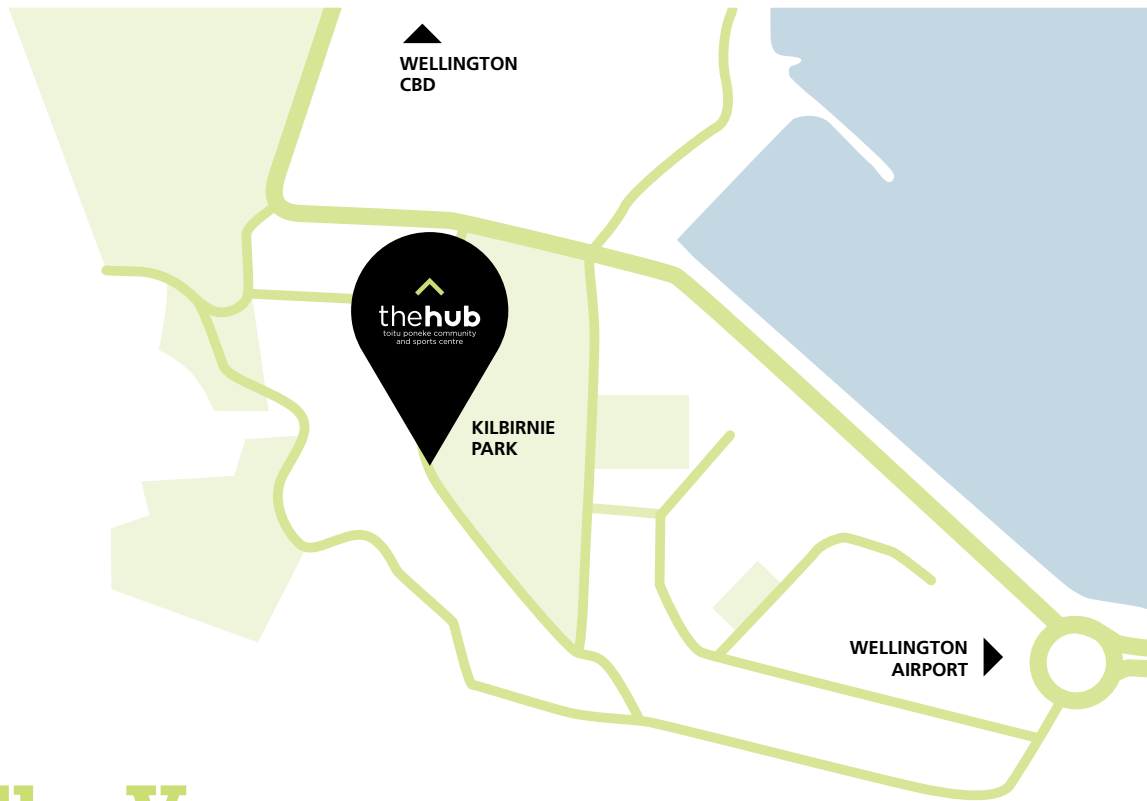 WELLINGTON
CBD
thehub
toitu poneke community
and sports centre
KILBIRNIE
PARK
WELLINGTON
AIRPORT